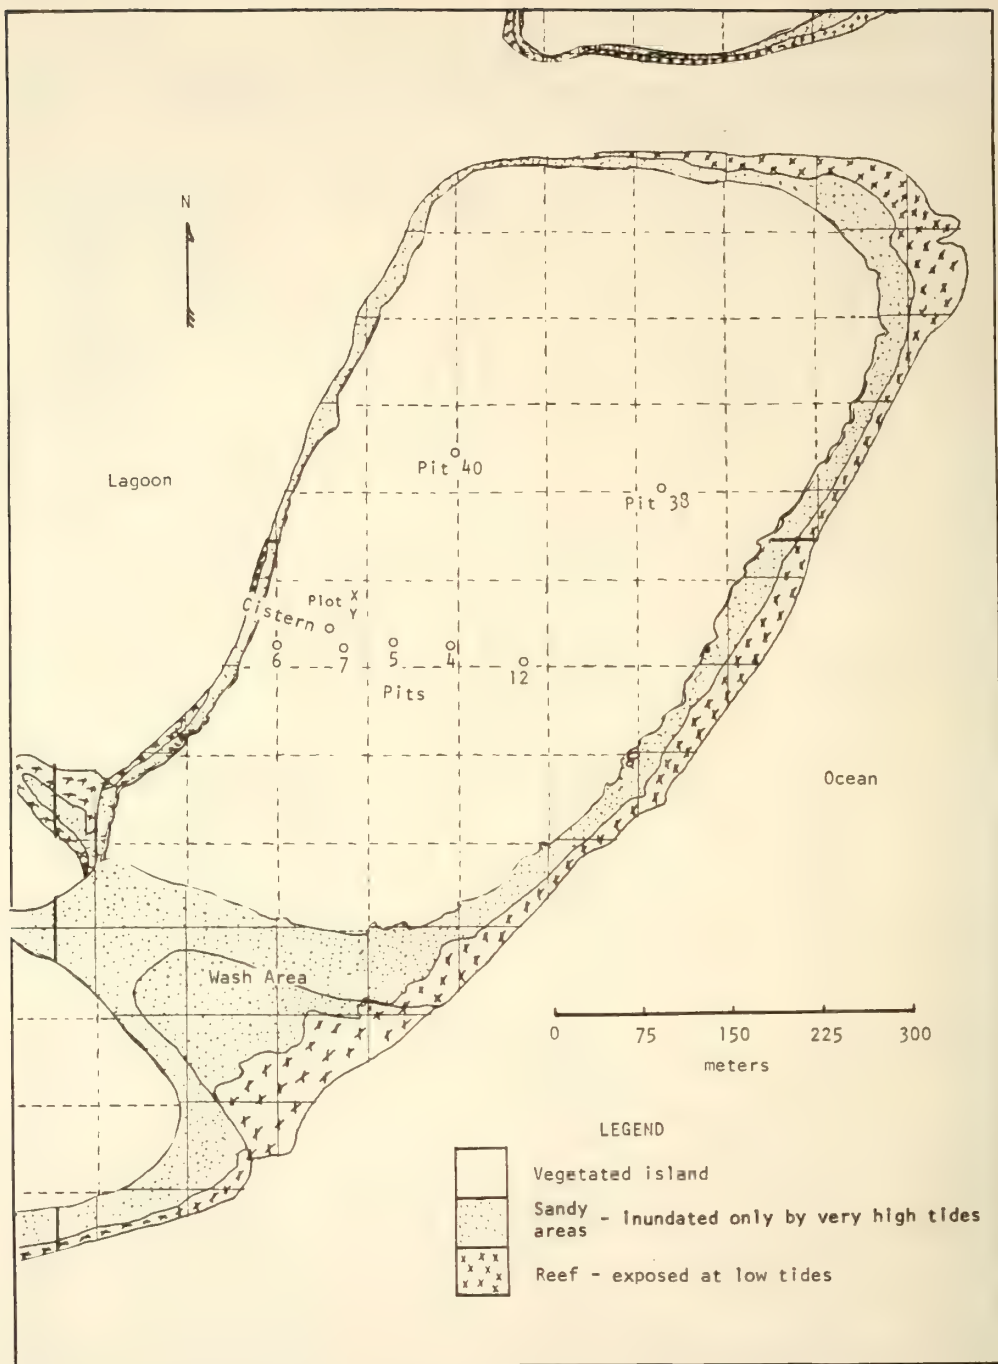 N
Lagoon
Pit 40
Pit 38
Plot X
Y
Cistern
6
7
5
4
12
Pits
Ocean
Wash Area
0 75 150 225 300
meters
LEGEND
Vegetated island
Sandy
areas - inundated only by very high tides
Reef - exposed at low tides